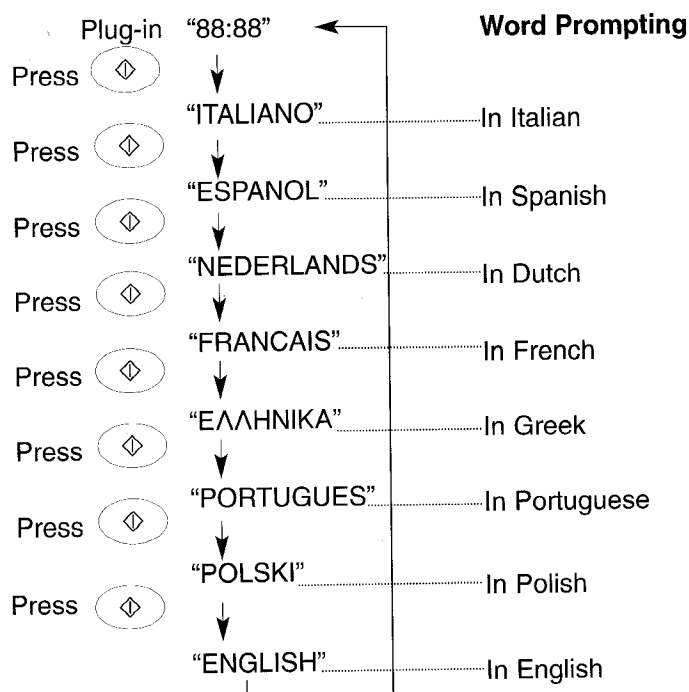 Plug-in "88:88" Word Prompting
Press
"ITALIANO" In Italian
Press
"ESPANOL" In Spanish
Press
"NEDERLANDS" In Dutch
Press
"FRANCAIS" In French
Press
"ΕΛΛΗΝΙΚΑ" In Greek
Press
"PORTUGUES" In Portuguese
Press
"POLSKI" In Polish
Press
"ENGLISH" In English